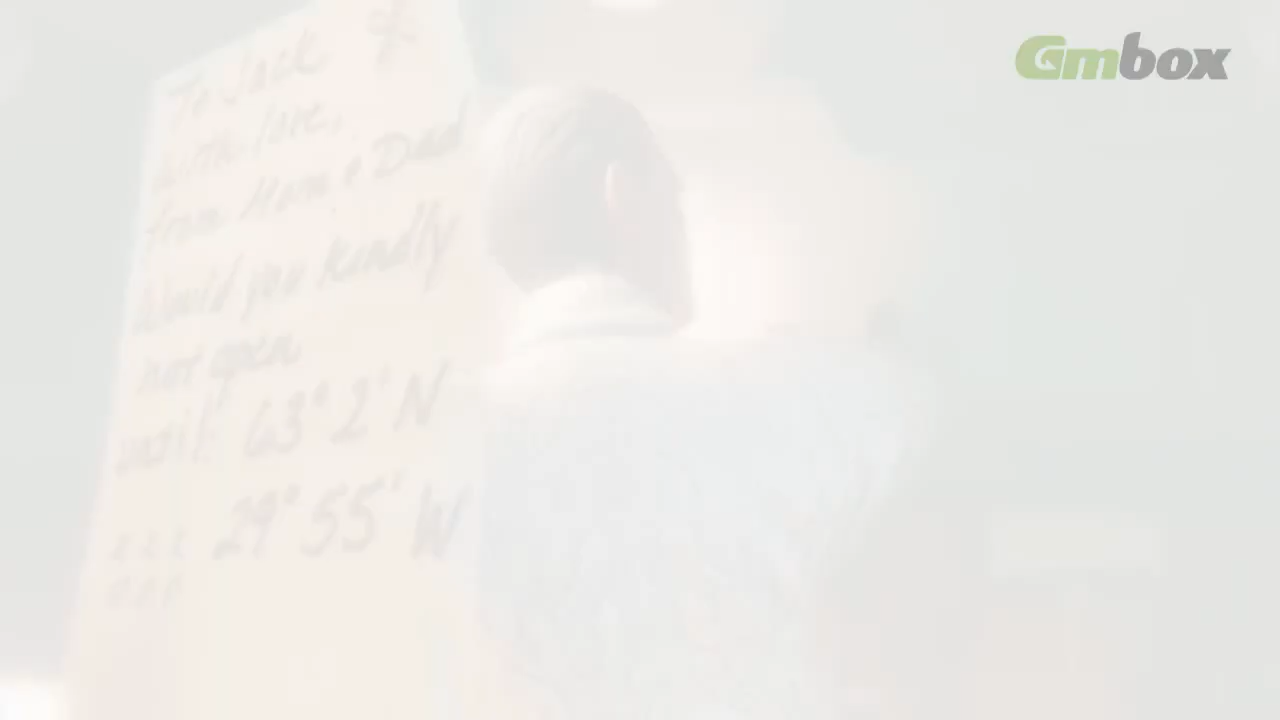 Gmbox
To Jack
with love,
from Mom & Dad
would you kindly
not open
until 63° 2' N
29° 55' W